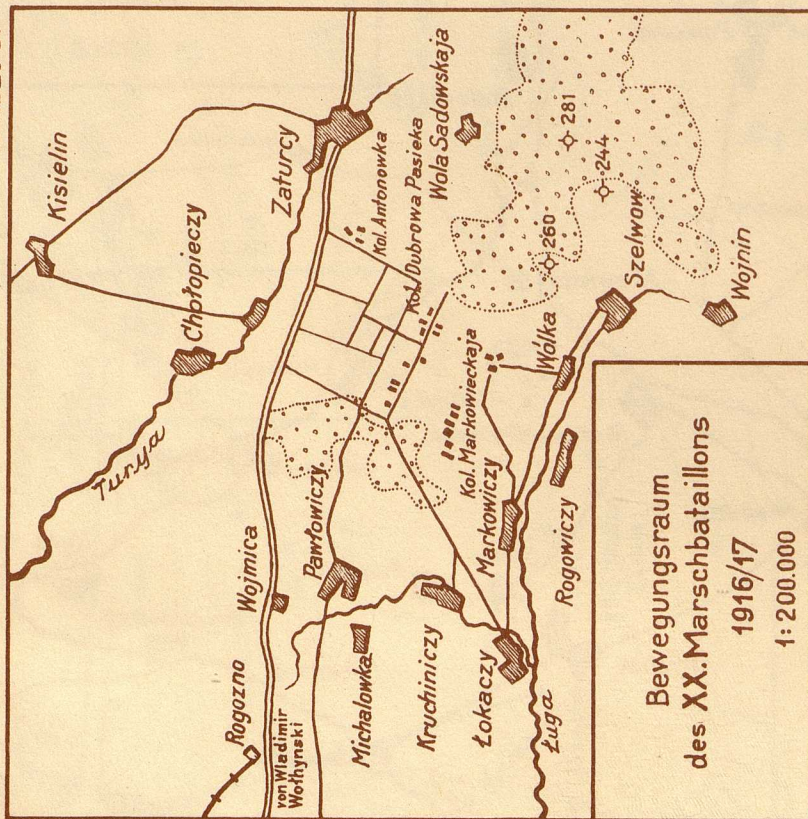 Kisielin
Chołopieczy
Zaturcy
Turya
Kol. Antonowka
Kol. Dubrowa Pasieka
Wola Sadowskaja
281
244
260
Szelwow
Wojnin
Wólka
Kol. Markowieckaja
Markowiczy
Rogowiczy
Pawłowiczy
Wojmica
Rogozno
von Wladimir
Wołhynski
Michalowka
Kruchiniczy
Łokaczy
Ługa
Bewegungsraum
des XX. Marschbataillons
1916/17
1:200.000